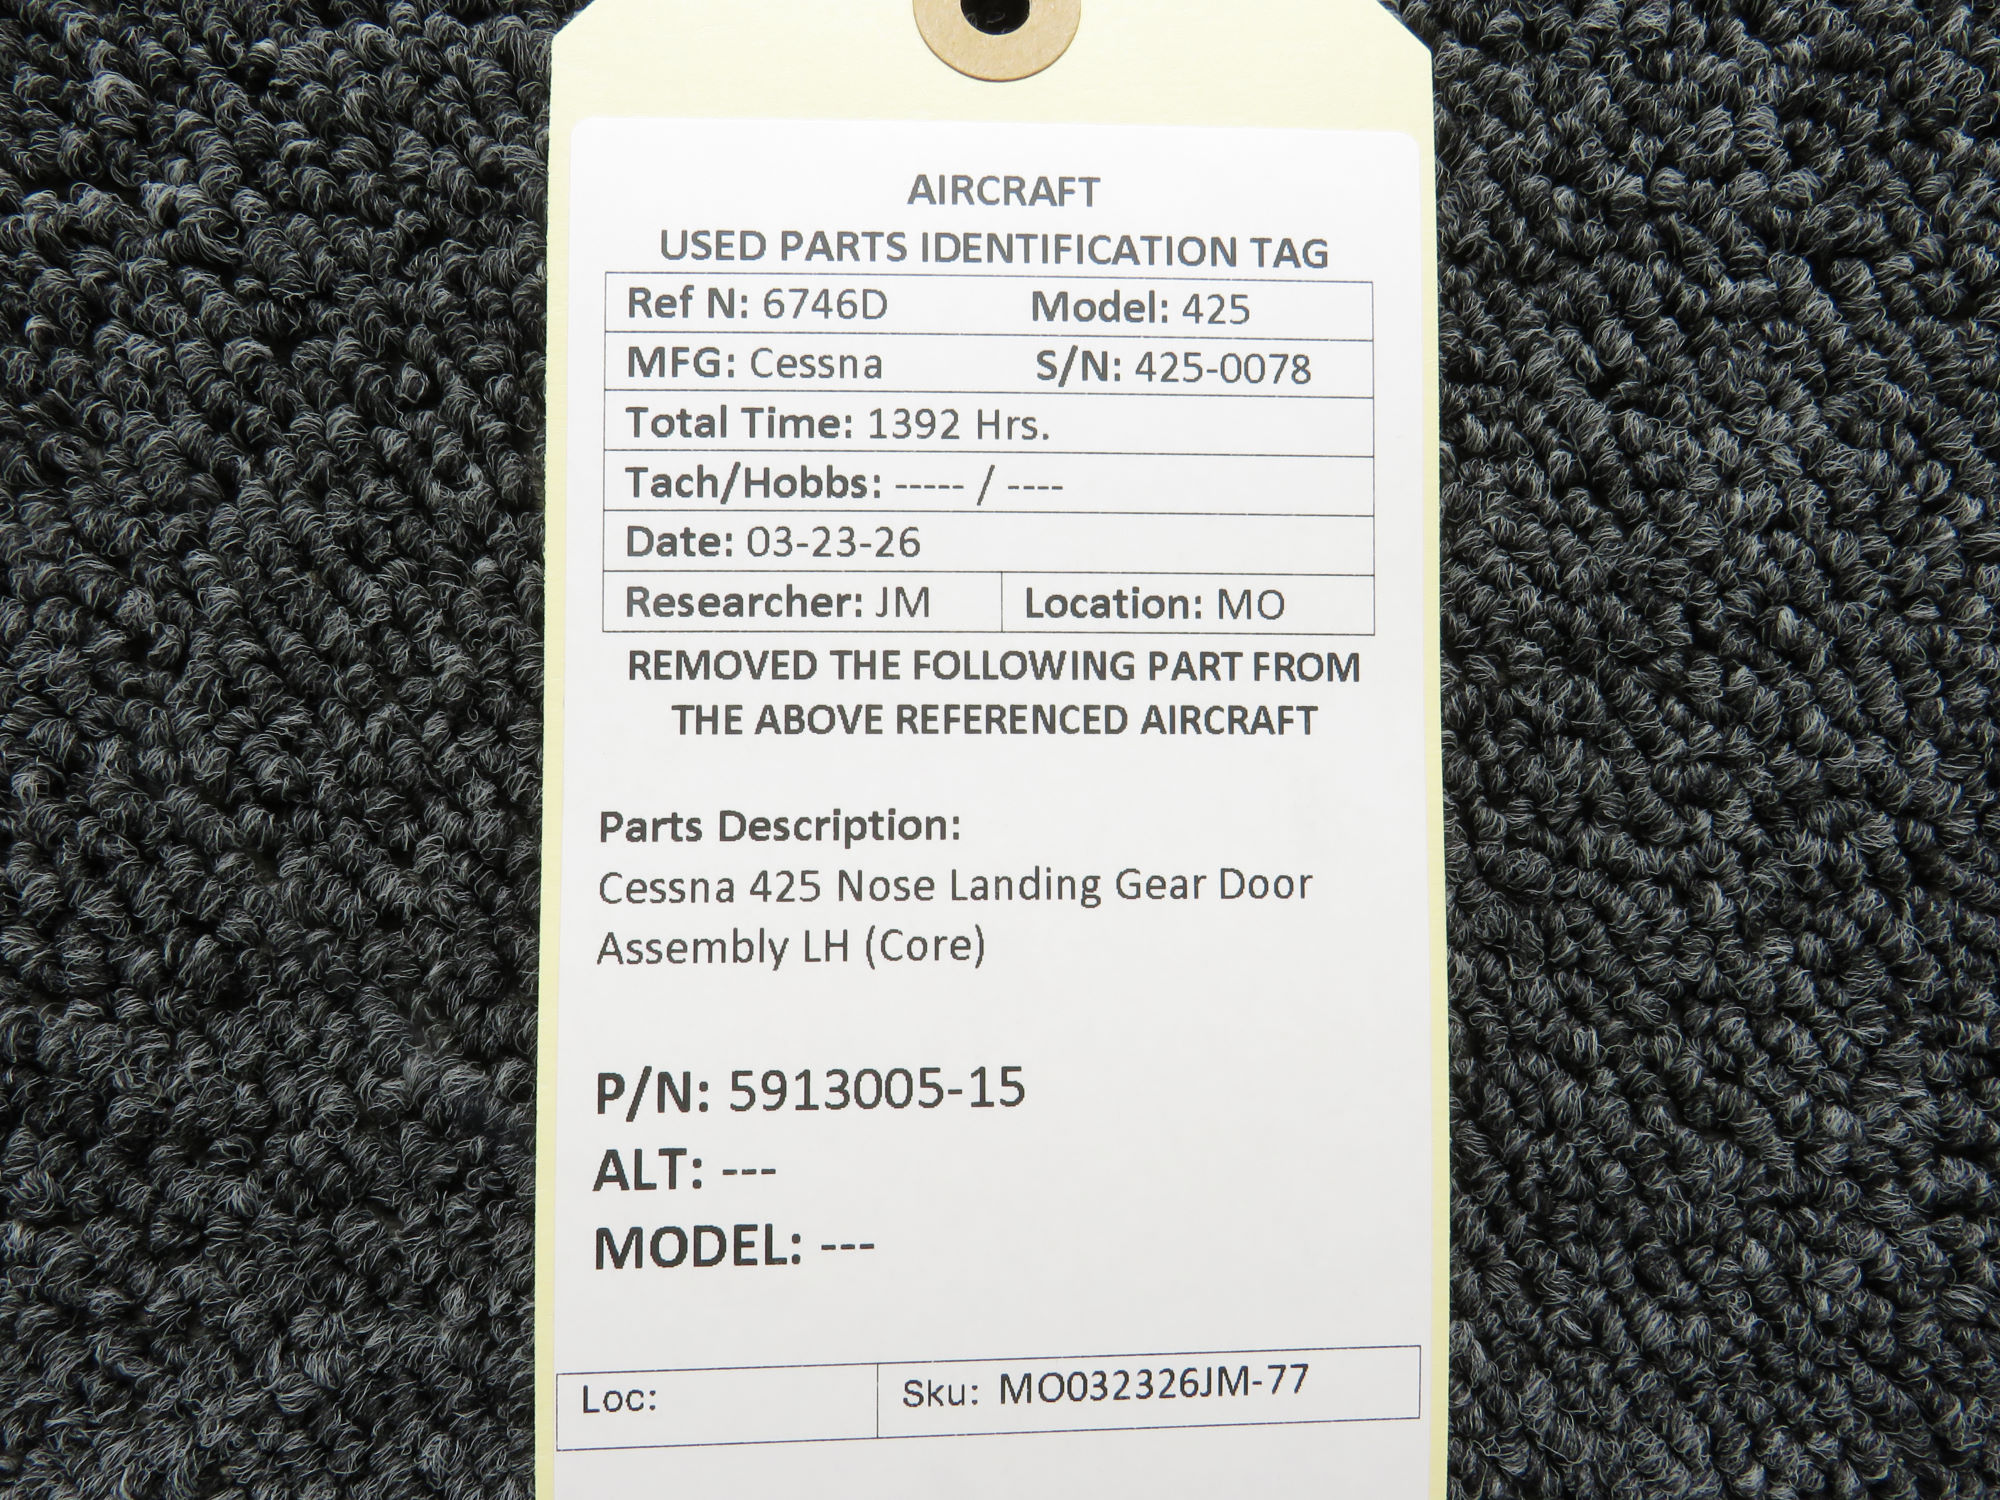 AIRCRAFT
USED PARTS IDENTIFICATION TAG
Ref N: 6746D Model: 425
MFG: Cessna S/N: 425-0078
Total Time: 1392 Hrs.
Tach/Hobbs: ----- / ----
Date: 03-23-26
Researcher: JM Location: MO
REMOVED THE FOLLOWING PART FROM
THE ABOVE REFERENCED AIRCRAFT
Parts Description:
Cessna 425 Nose Landing Gear Door
Assembly LH (Core)
P/N: 5913005-15
ALT: ---
MODEL: ---
Loc: Sku: MO032326JM-77